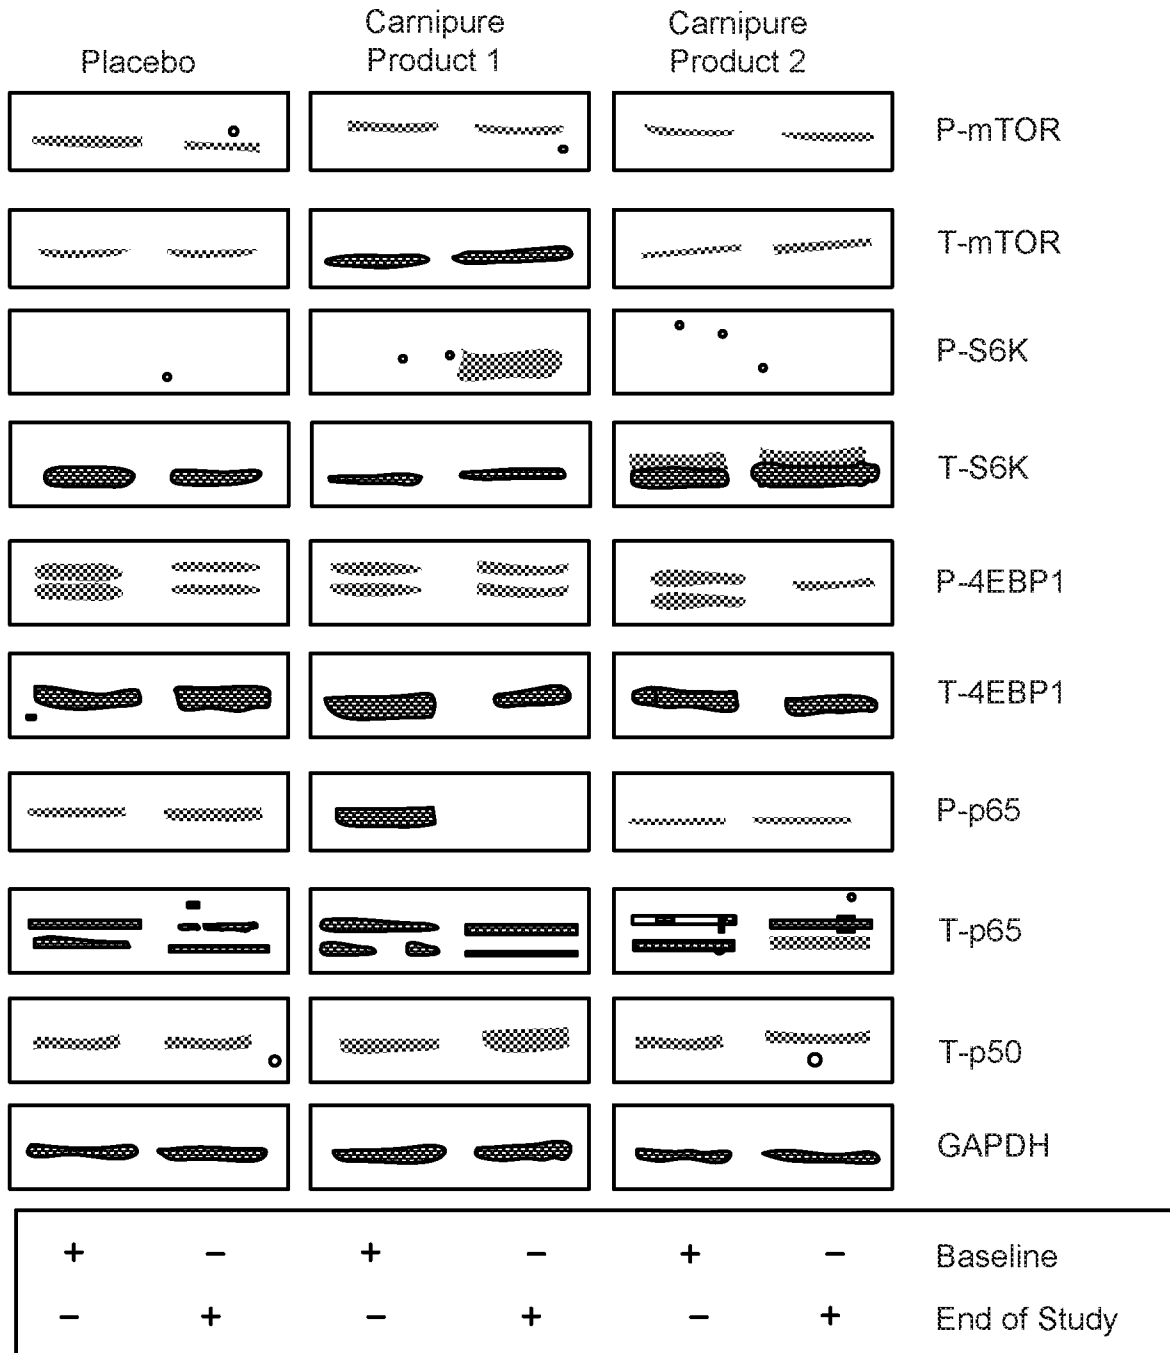 Placebo
Carnipure
Product 1
Carnipure
Product 2
P-mTOR
T-mTOR
P-S6K
T-S6K
P-4EBP1
T-4EBP1
P-p65
T-p65
T-p50
GAPDH
+ − + − + − Baseline
− + − + − + End of Study